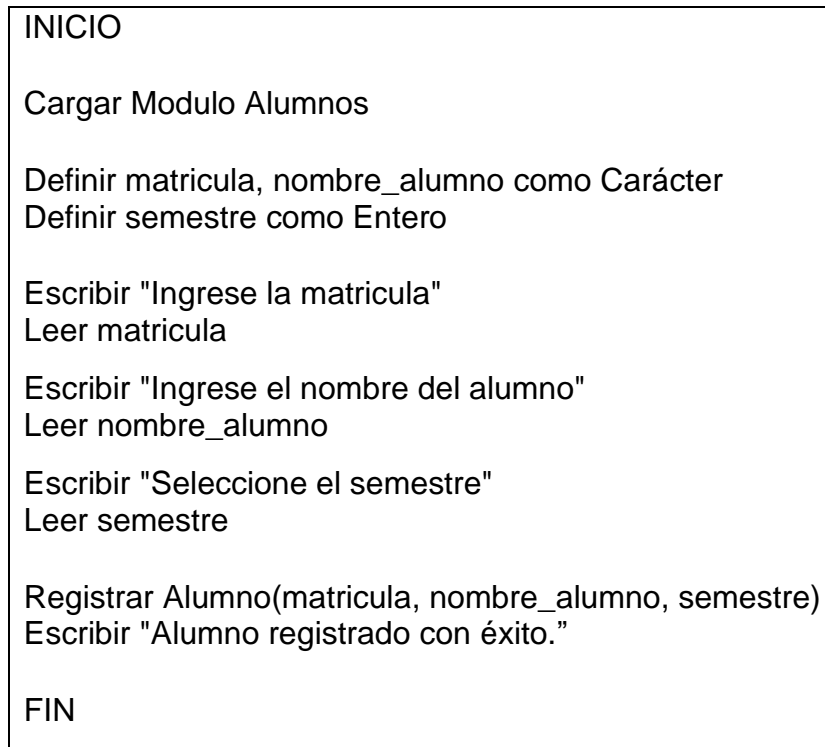 INICIO
Cargar Modulo Alumnos
Definir matricula, nombre_alumno como Carácter
Definir semestre como Entero
Escribir "Ingrese la matricula"
Leer matricula
Escribir "Ingrese el nombre del alumno"
Leer nombre_alumno
Escribir "Seleccione el semestre"
Leer semestre
Registrar Alumno(matricula, nombre_alumno, semestre)
Escribir "Alumno registrado con éxito.”
FIN